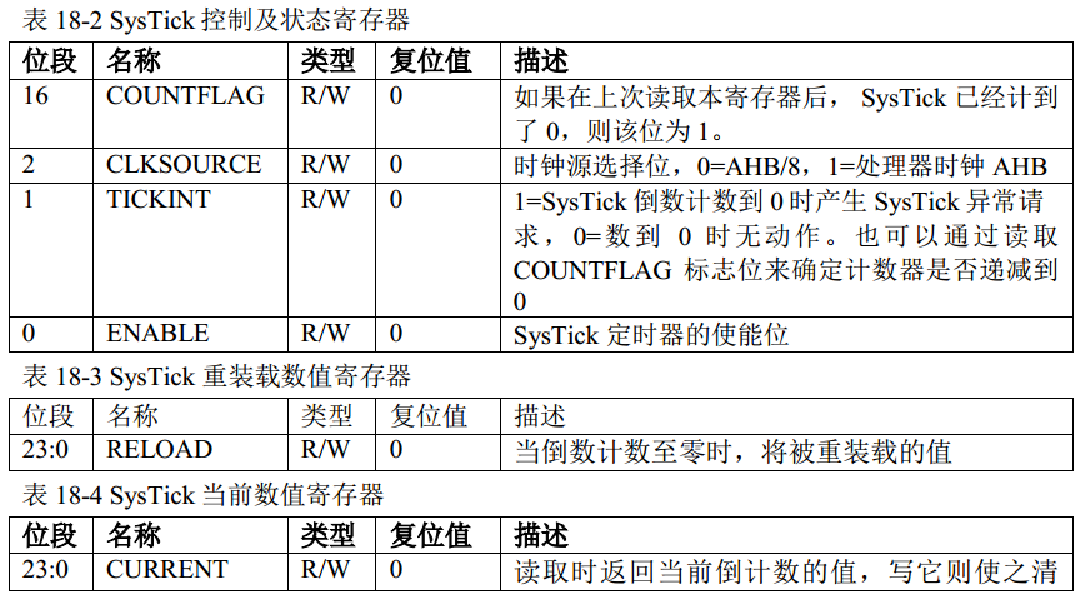 表 18-2 SysTick 控制及状态寄存器
位段 名称 类型 复位值 描述
16 COUNTFLAG R/W 0 如果在上次读取本寄存器后， SysTick 已经计到
了 0，则该位为 1。
2 CLKSOURCE R/W 0 时钟源选择位，0=AHB/8，1=处理器时钟 AHB
1 TICKINT R/W 0 1=SysTick 倒数计数到 0 时产生 SysTick 异常请
求，0=数到 0 时无动作。也可以通过读取
COUNTFLAG 标志位来确定计数器是否递减到
0
0 ENABLE R/W 0 SysTick 定时器的使能位
表 18-3 SysTick 重装载数值寄存器
位段 名称 类型 复位值 描述
23:0 RELOAD R/W 0 当倒数计数至零时，将被重装载的值
表 18-4 SysTick 当前数值寄存器
位段 名称 类型 复位值 描述
23:0 CURRENT R/W 0 读取时返回当前倒计数的值，写它则使之清